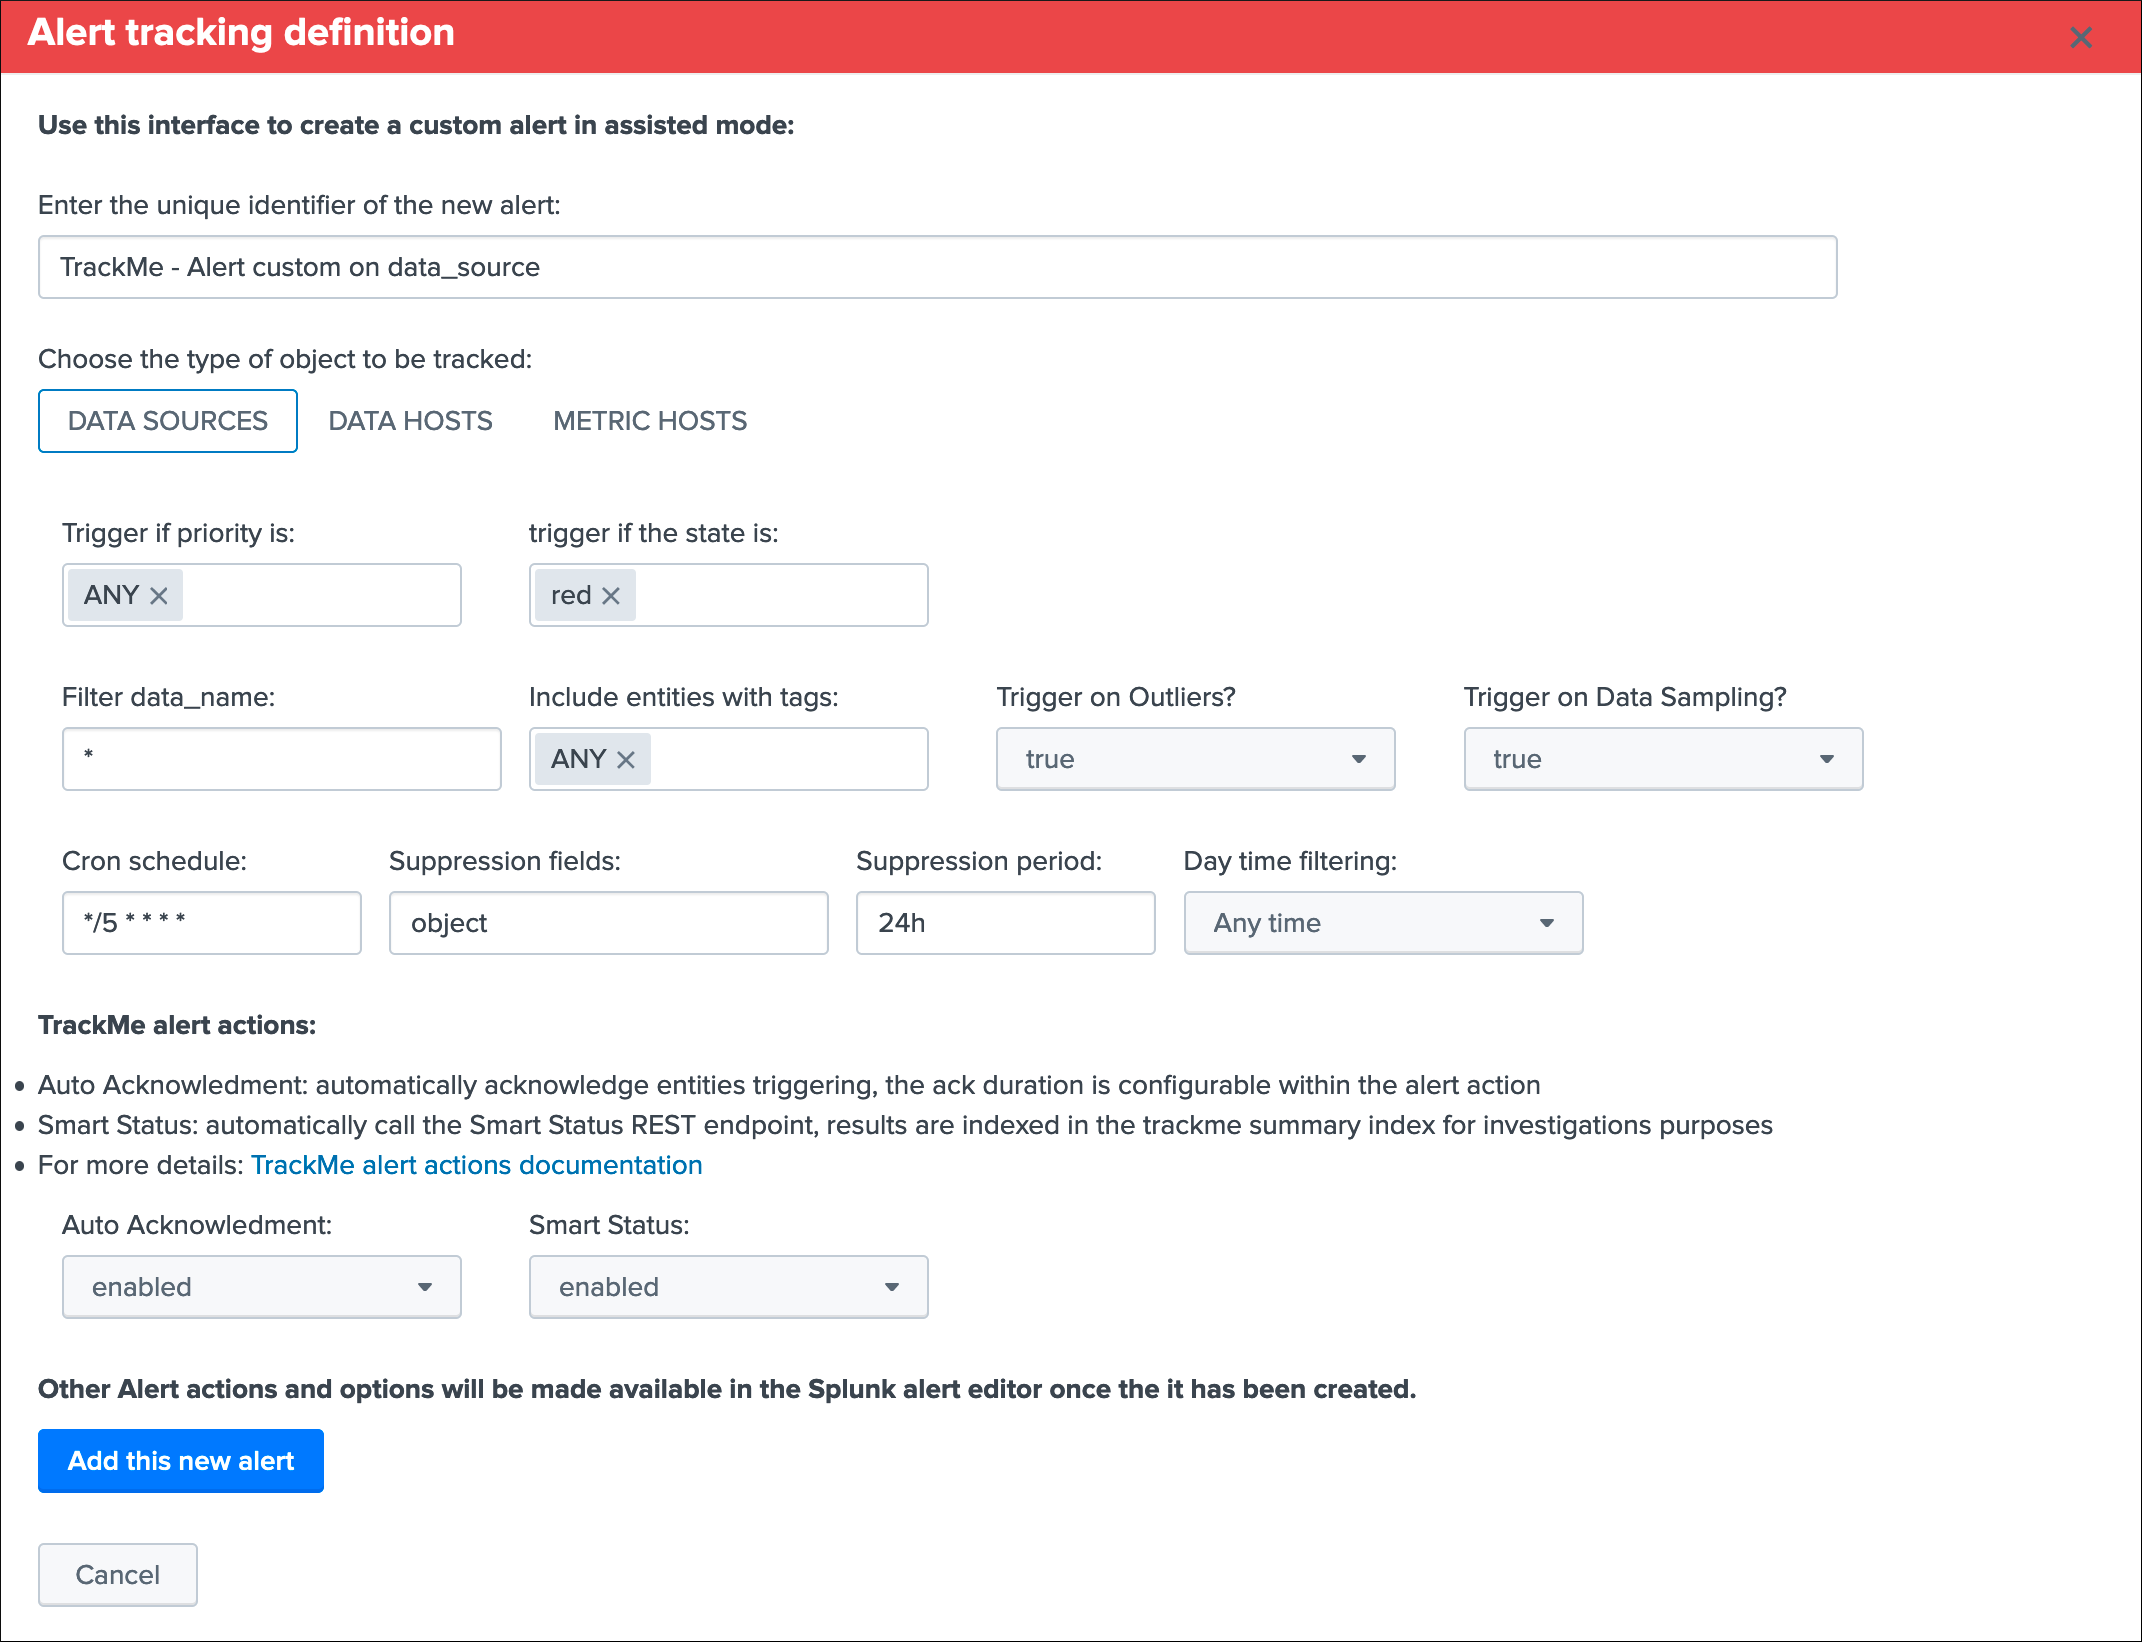 Alert tracking definition
Use this interface to create a custom alert in assisted mode:
Enter the unique identifier of the new alert:
TrackMe - Alert custom on data_source
Choose the type of object to be tracked:
DATA SOURCES DATA HOSTS METRIC HOSTS
Trigger if priority is: trigger if the state is:
ANY red
Filter data_name: Include entities with tags: Trigger on Outliers? Trigger on Data Sampling?
* ANY true true
Cron schedule: Suppression fields: Suppression period: Day time filtering:
*/5 * * * * object 24h Any time
TrackMe alert actions:
• Auto Acknowledment: automatically acknowledge entities triggering, the ack duration is configurable within the alert action
• Smart Status: automatically call the Smart Status REST endpoint, results are indexed in the trackme summary index for investigations purposes
• For more details: TrackMe alert actions documentation
Auto Acknowledment: Smart Status:
enabled enabled
Other Alert actions and options will be made available in the Splunk alert editor once the it has been created.
Add this new alert
Cancel